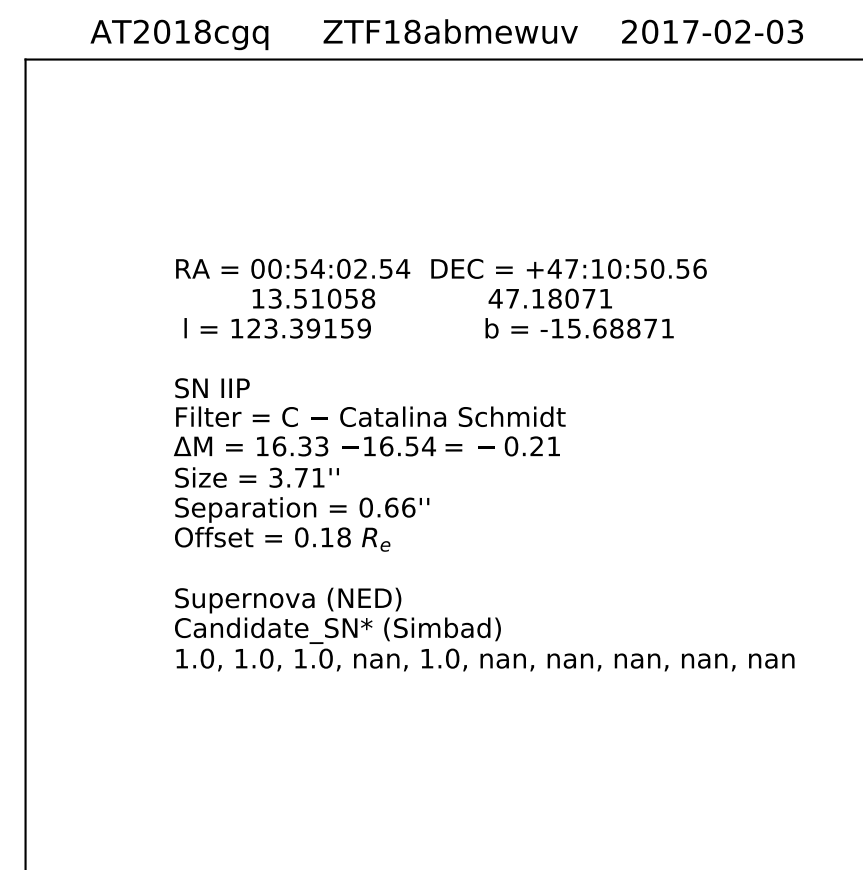 AT2018cgq ZTF18abmewuv 2017-02-03
RA = 00:54:02.54 DEC = +47:10:50.56
13.51058 47.18071
l = 123.39159 b = -15.68871
SN IIP
Filter = C − Catalina Schmidt
ΔM = 16.33 −16.54 = − 0.21
Size = 3.71''
Separation = 0.66''
Offset = 0.18 Re
Supernova (NED)
Candidate_SN* (Simbad)
1.0, 1.0, 1.0, nan, 1.0, nan, nan, nan, nan, nan